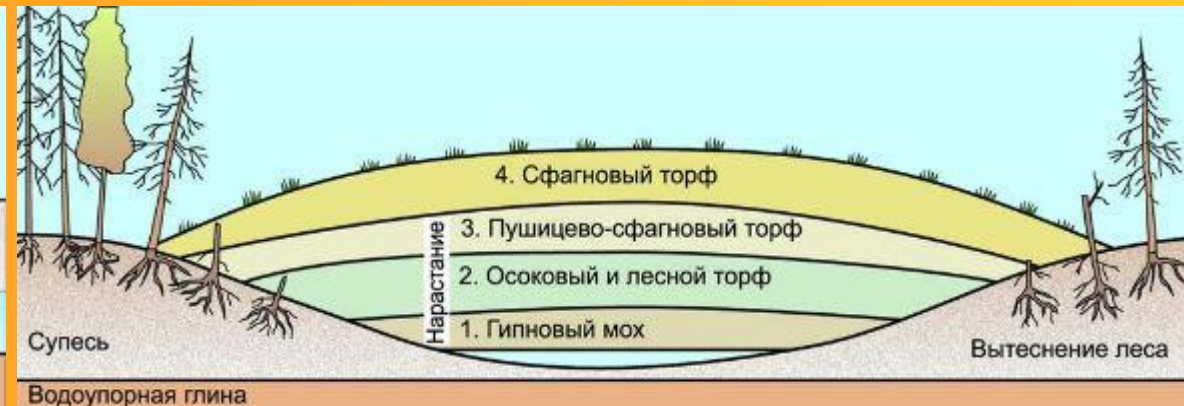 4. Сфагновый торф
3. Пушицево-сфагновый торф
2. Осоковый и лесной торф
1. Гипновый мох
Нарастание
Супесь
Вытеснение леса
Водоупорная глина